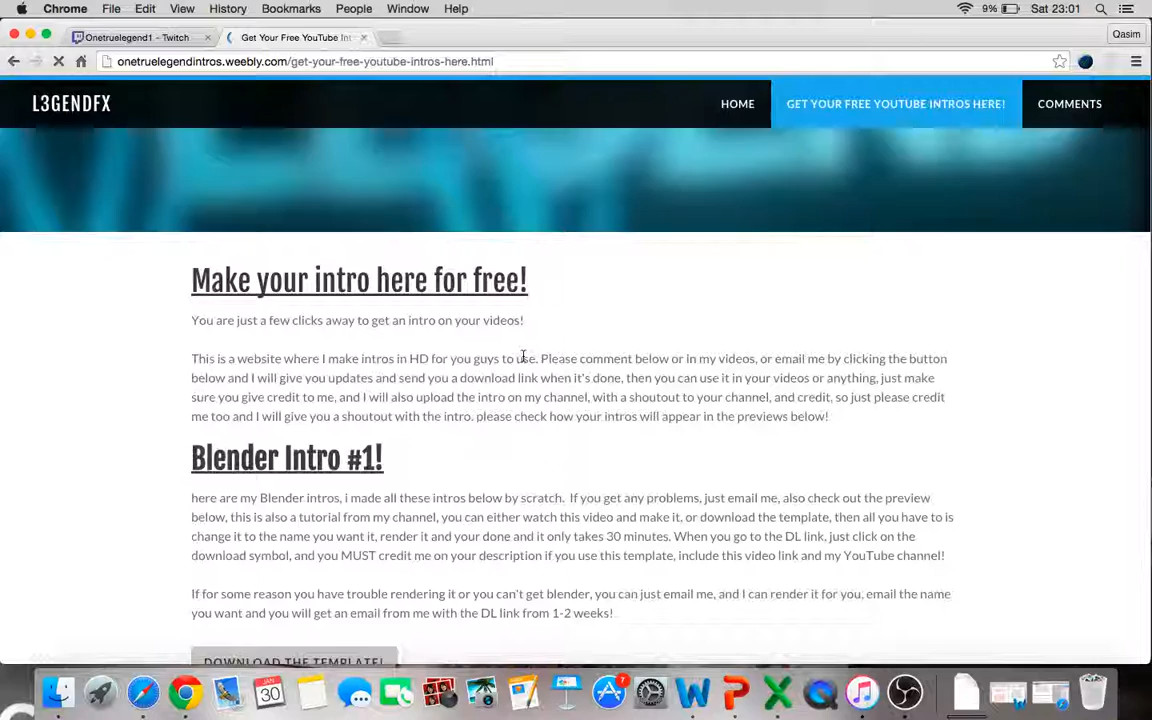 Chrome File Edit View History Bookmarks People Window Help 9% Sat 23:01
Onetruelegend1 - Twitch Get Your Free YouTube Int Qasim
onetruelegendintros.weebly.com/get-your-free-youtube-intros-here.html
L3GENDFX HOME GET YOUR FREE YOUTUBE INTROS HERE! COMMENTS
Make your intro here for free!
You are just a few clicks away to get an intro on your videos!
This is a website where I make intros in HD for you guys to use. Please comment below or in my videos, or email me by clicking the button
below and I will give you updates and send you a download link when it's done, then you can use it in your videos or anything, just make
sure you give credit to me, and I will also upload the intro on my channel, with a shoutout to your channel, and credit, so just please credit
me too and I will give you a shoutout with the intro. please check how your intros will appear in the previews below!
Blender Intro #1!
here are my Blender intros, i made all these intros below by scratch. If you get any problems, just email me, also check out the preview
below, this is also a tutorial from my channel, you can either watch this video and make it, or download the template, then all you have to is
change it to the name you want it, render it and your done and it only takes 30 minutes. When you go to the DL link, just click on the
download symbol, and you MUST credit me on your description if you use this template, include this video link and my YouTube channel!
If for some reason you have trouble rendering it or you can't get blender, you can just email me, and I can render it for you, email the name
you want and you will get an email from me with the DL link from 1-2 weeks!
DOWNLOAD THE TEMPLATE!
JAN
30
7